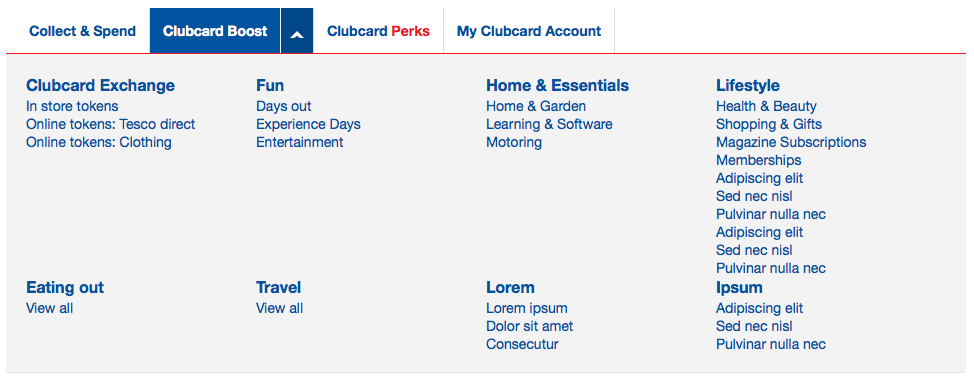 Collect & Spend
Clubcard Boost
Clubcard Perks
My Clubcard Account
Clubcard Exchange
In store tokens
Online tokens: Tesco direct
Online tokens: Clothing
Fun
Days out
Experience Days
Entertainment
Home & Essentials
Home & Garden
Learning & Software
Motoring
Lifestyle
Health & Beauty
Shopping & Gifts
Magazine Subscriptions
Memberships
Adipiscing elit
Sed nec nisl
Pulvinar nulla nec
Adipiscing elit
Sed nec nisl
Pulvinar nulla nec
Eating out
View all
Travel
View all
Lorem
Lorem ipsum
Dolor sit amet
Consecutur
Ipsum
Adipiscing elit
Sed nec nisl
Pulvinar nulla nec